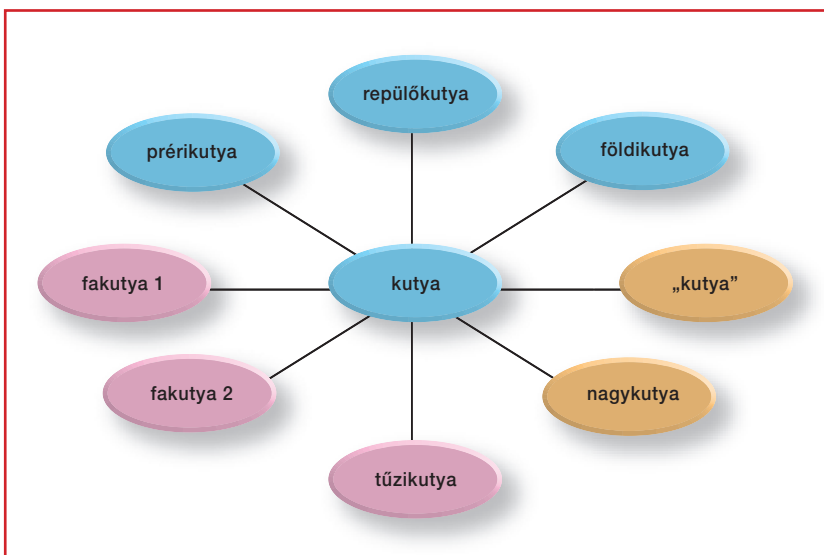 repülőkutya
prérikutya
földikutya
fakutya 1
kutya
„kutya”
fakutya 2
nagykutya
tűzikutya